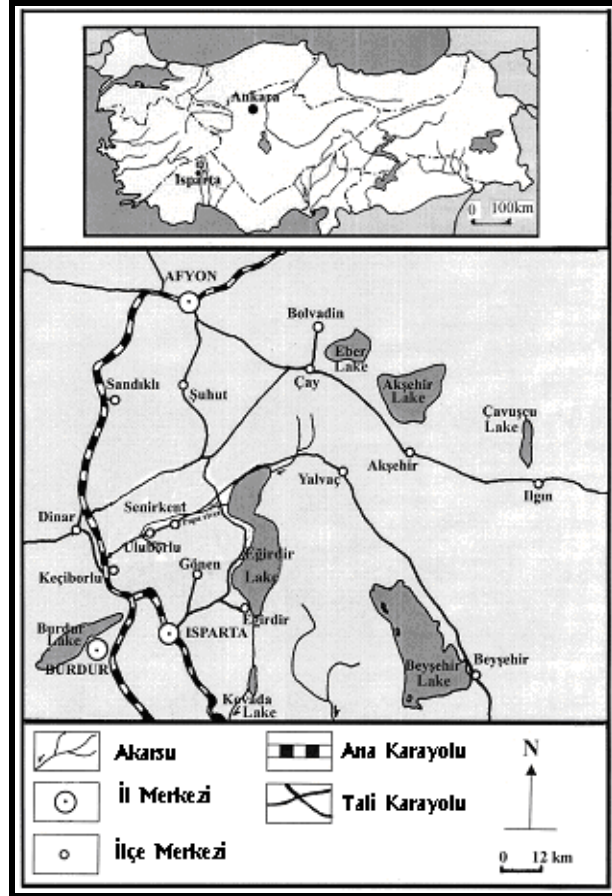 Ankara
Isparta
0 100km
AFYON
Bolvadin
Eber
Lake
Sandıklı
Şuhut
Çay
Akşehir
Lake
Çavuşçu
Lake
Akşehir
Yalvaç
Ilgın
Senirkent
Dinar
Uluborlu
Gönen
Eğirdir
Lake
Keçiborlu
Eğirdir
Burdur
Lake
ISPARTA
BURDUR
Beyşehir
Lake
Beyşehir
Kovada
Lake
Akarsu
Ana Karayolu
N
İl Merkezi
Tali Karayolu
İlçe Merkezi
0 12 km